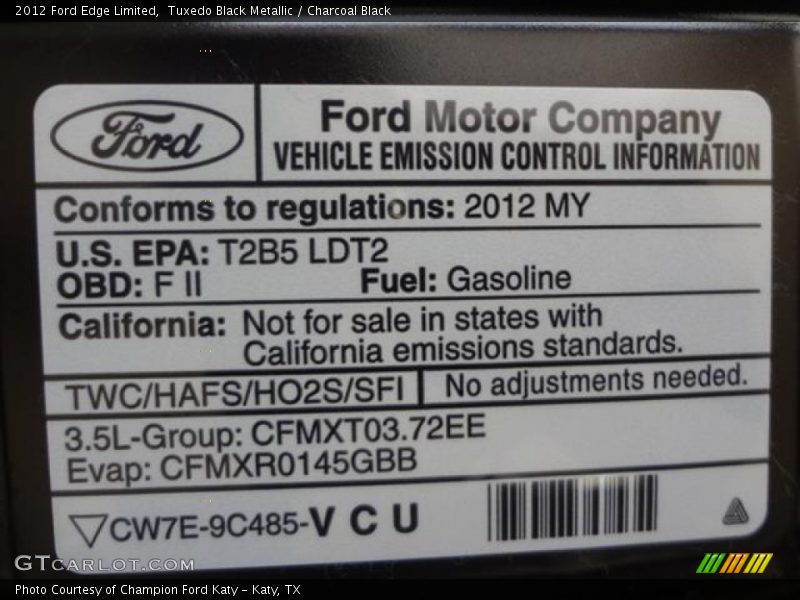 2012 Ford Edge Limited, Tuxedo Black Metallic / Charcoal Black
Ford
Ford Motor Company
VEHICLE EMISSION CONTROL INFORMATION
Conforms to regulations: 2012 MY
U.S. EPA: T2B5 LDT2
OBD: F II Fuel: Gasoline
California: Not for sale in states with
California emissions standards.
TWC/HAFS/HO2S/SFI No adjustments needed.
3.5L-Group: CFMXT03.72EE
Evap: CFMXR0145GBB
CW7E-9C485-V C U
GTCarLot.com
Photo Courtesy of Champion Ford Katy - Katy, TX